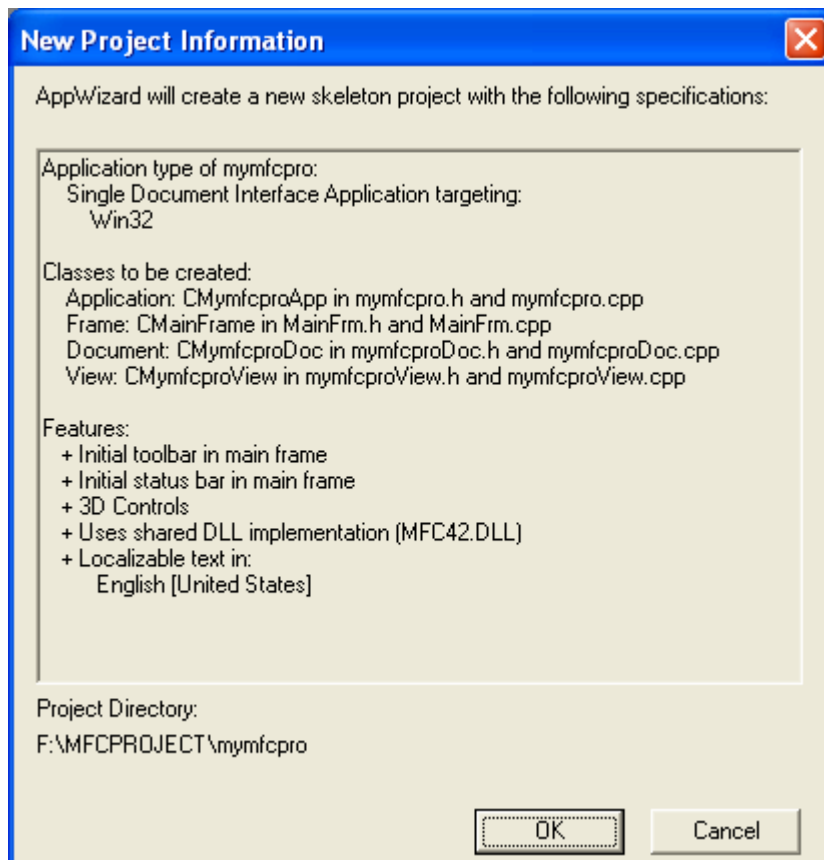 New Project Information
AppWizard will create a new skeleton project with the following specifications:
Application type of mymfcpro:
Single Document Interface Application targeting:
Win32
Classes to be created:
Application: CMymfcproApp in mymfcpro.h and mymfcpro.cpp
Frame: CMainFrame in MainFrm.h and MainFrm.cpp
Document: CMymfcproDoc in mymfcproDoc.h and mymfcproDoc.cpp
View: CMymfcproView in mymfcproView.h and mymfcproView.cpp
Features:
+ Initial toolbar in main frame
+ Initial status bar in main frame
+ 3D Controls
+ Uses shared DLL implementation (MFC42.DLL)
+ Localizable text in:
English [United States]
Project Directory:
F:\MFCPROJECT\mymfcpro
OK
Cancel